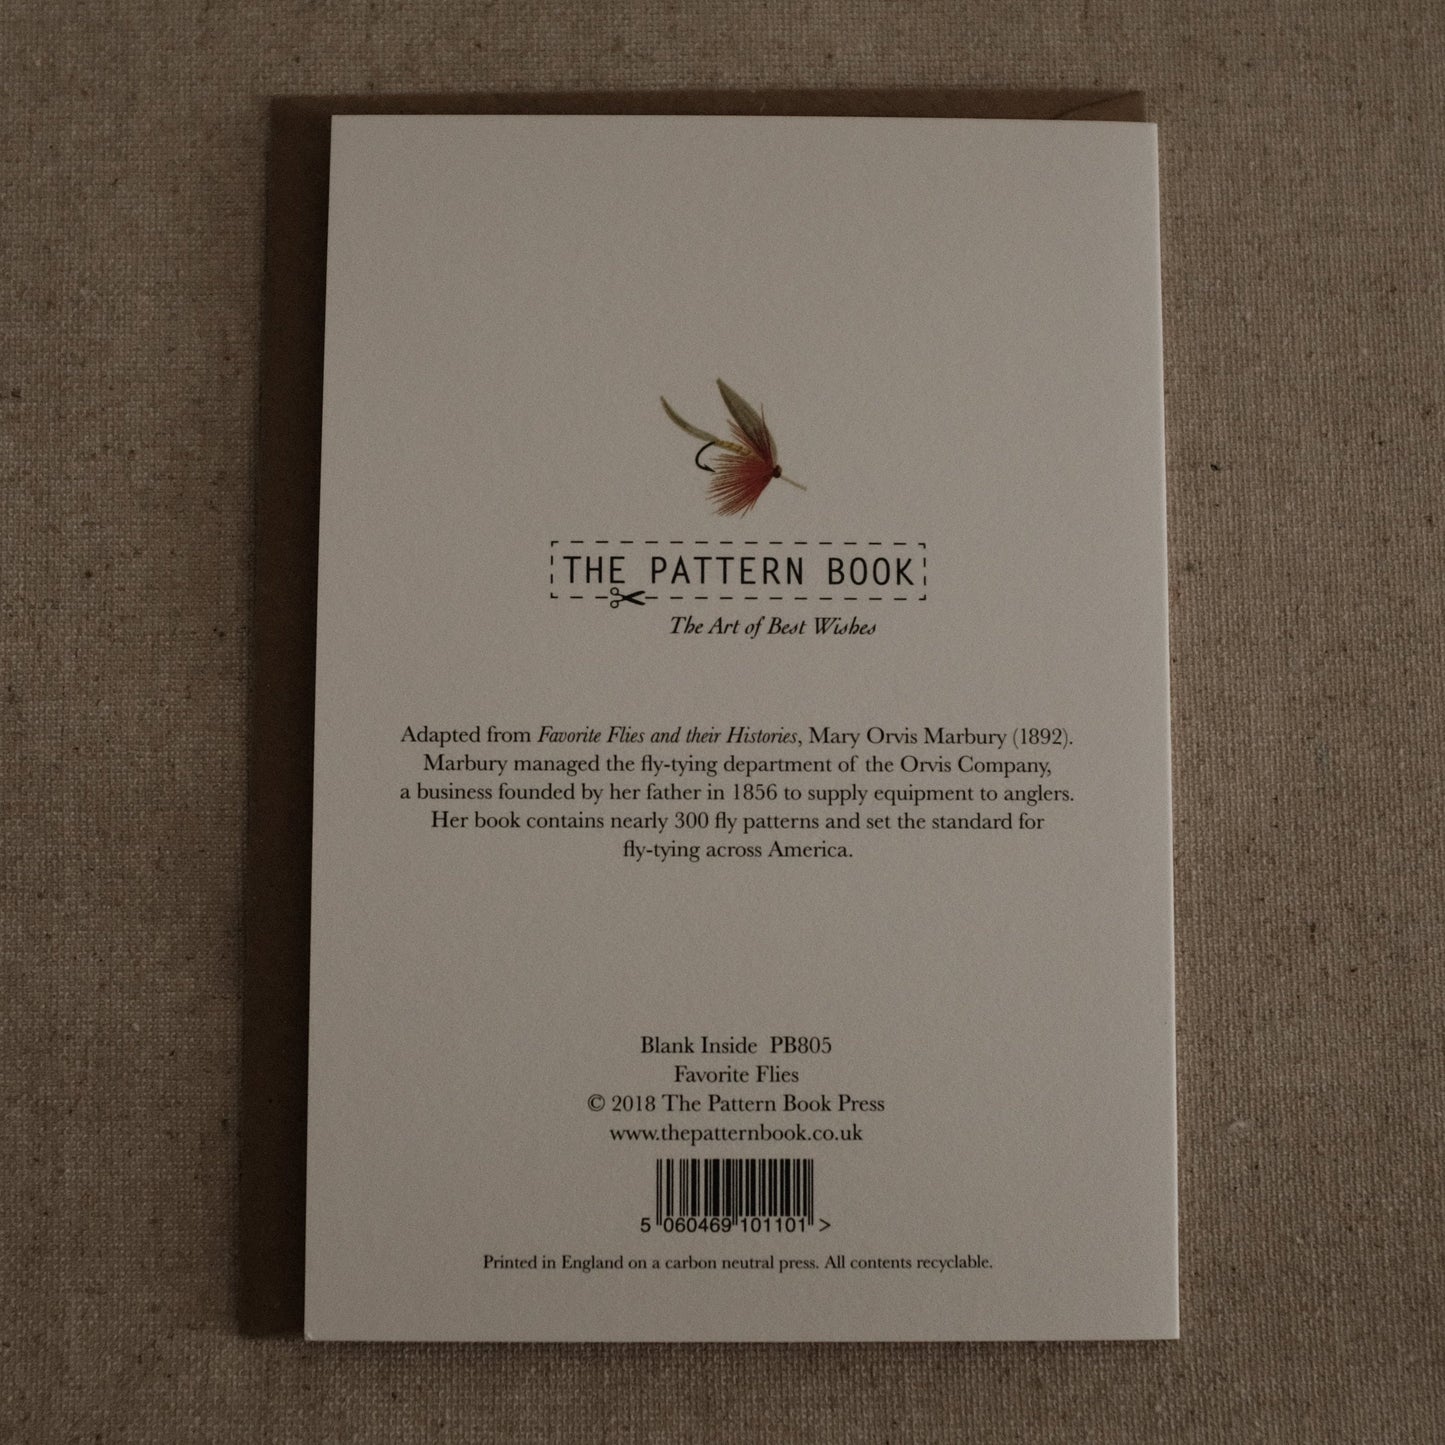 THE PATTERN BOOK
The Art of Best Wishes
Adapted from Favorite Flies and their Histories, Mary Orvis Marbury (1892).
Marbury managed the fly-tying department of the Orvis Company,
a business founded by her father in 1856 to supply equipment to anglers.
Her book contains nearly 300 fly patterns and set the standard for
fly-tying across America.
Blank Inside PB805
Favorite Flies
© 2018 The Pattern Book Press
www.thepatternbook.co.uk
5 060469 101101 >
Printed in England on a carbon neutral press. All contents recyclable.